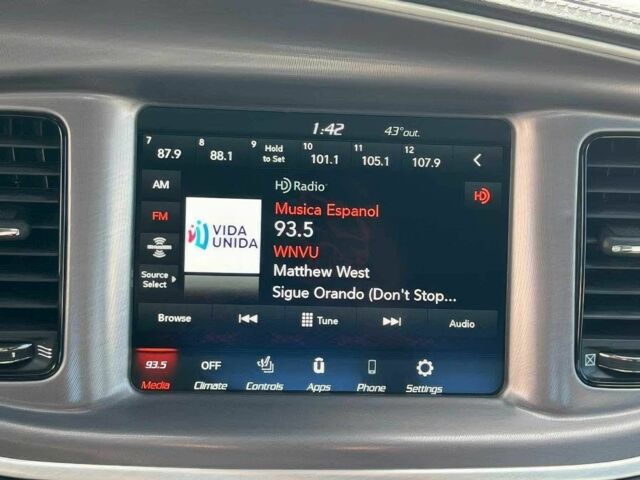 1:42 43° out.
7 8 9 10 11 12
87.9 88.1 Hold to Set 101.1 105.1 107.9
AM
HD Radio
HD
FM
VIDA
UNIDA
Musica Espanol
93.5
WNVU
Matthew West
Sigue Orando (Don't Stop...
Source
Select
Browse Tune Audio
93.5 OFF
Media Climate Controls Apps Phone Settings